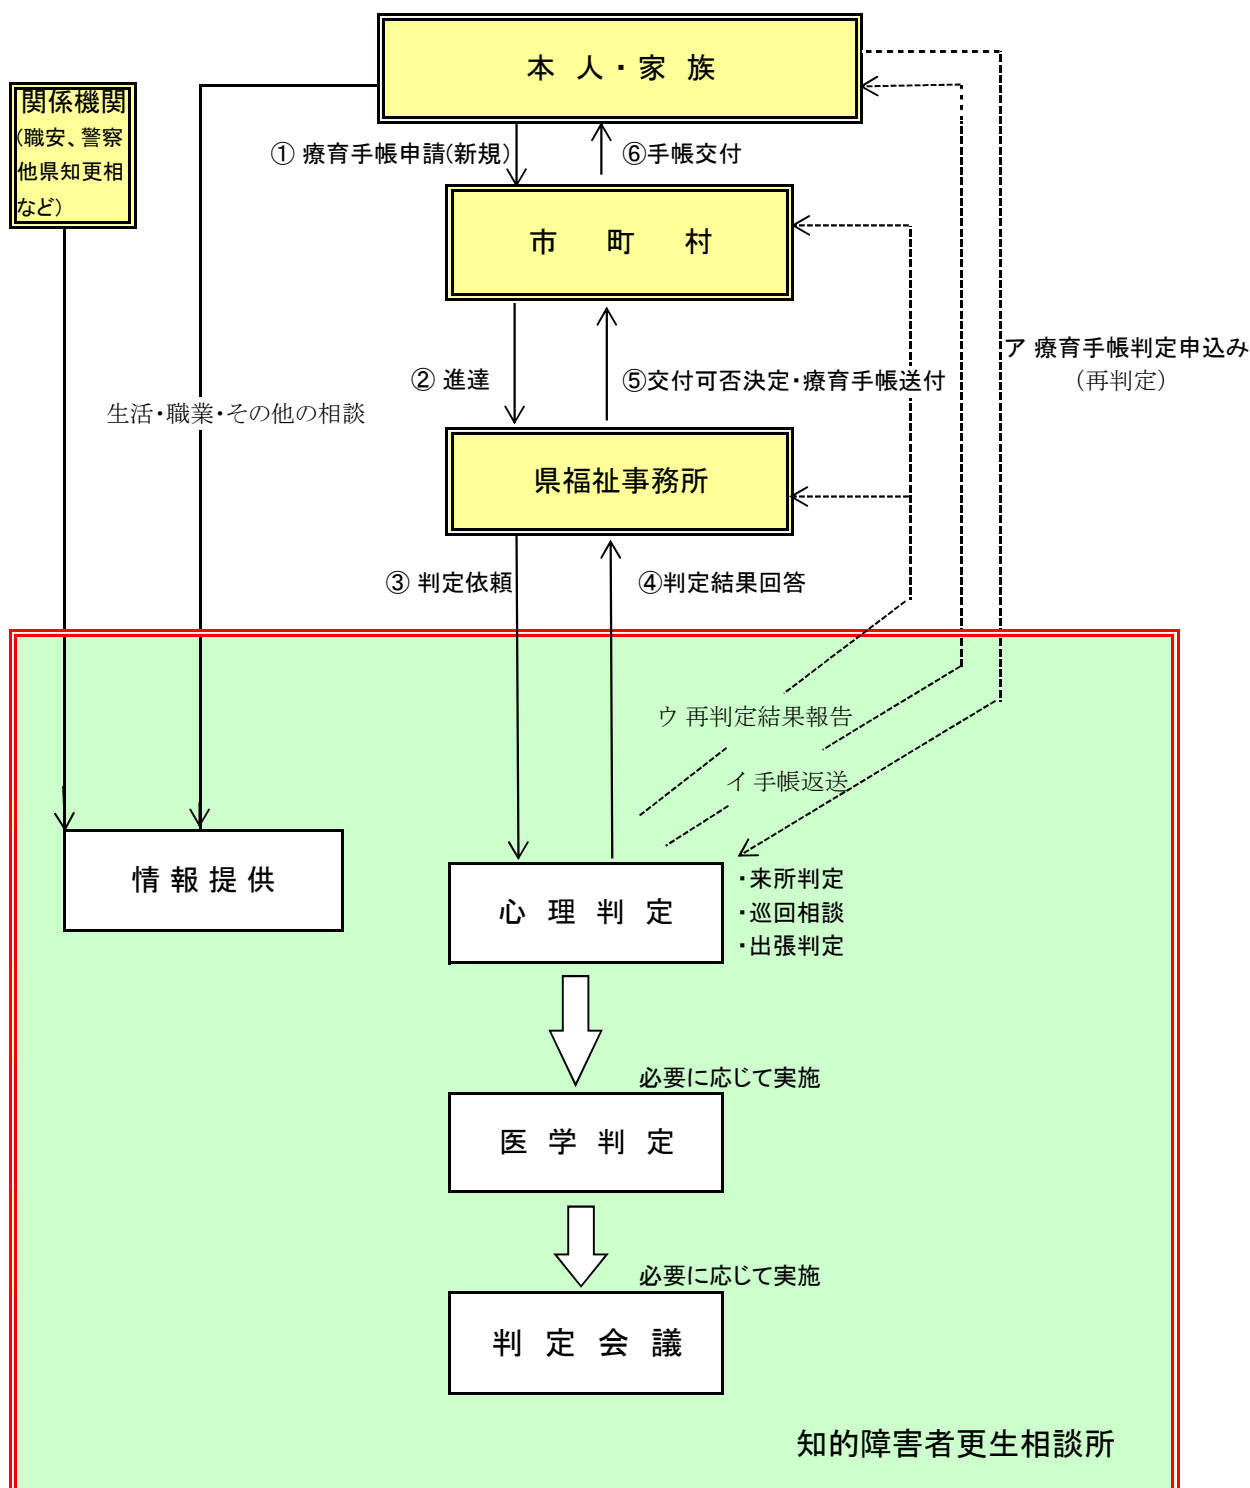 本 人・家 族
関係機関
(職安、警察
他県知更相
など)
① 療育手帳申請(新規)
⑥手帳交付
市 町 村
ア 療育手帳判定申込み
（再判定）
② 進達
⑤交付可否決定・療育手帳送付
生活・職業・その他の相談
県福祉事務所
③ 判定依頼
④判定結果回答
ウ 再判定結果報告
イ 手帳返送
情 報 提 供
心 理 判 定
・来所判定
・巡回相談
・出張判定
必要に応じて実施
医 学 判 定
必要に応じて実施
判 定 会 議
知的障害者更生相談所